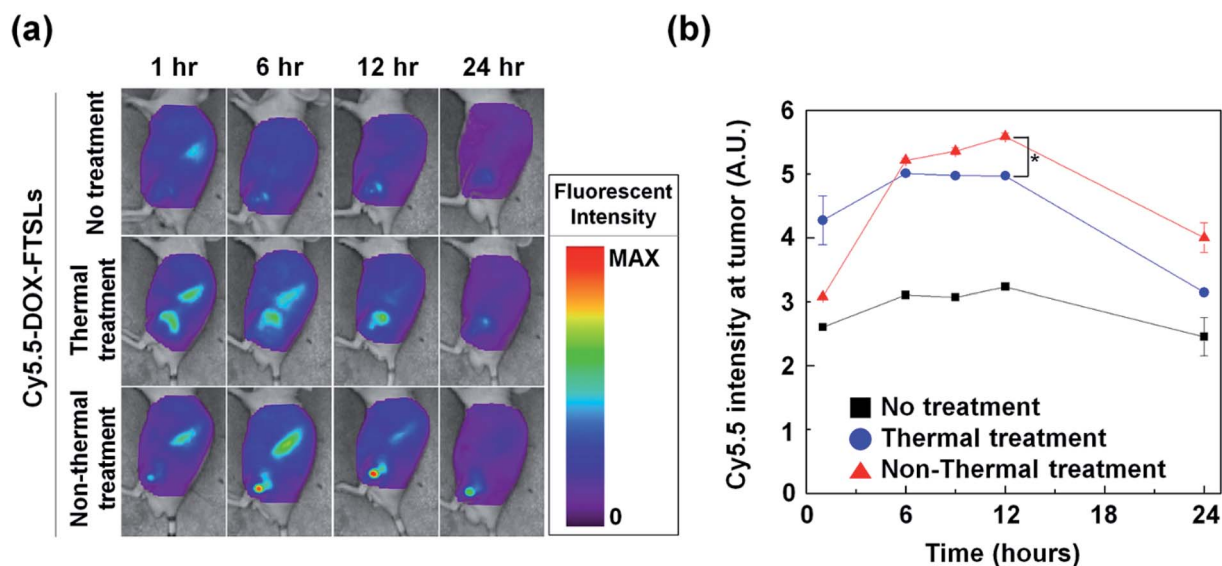 (a)
1 hr 6 hr 12 hr 24 hr
Cy5.5-DOX-FTSLs
No treatment
Thermal
treatment
Non-thermal
treatment
Fluorescent
Intensity
MAX
0
(b)
Cy5.5 intensity at tumor (A.U.)
6
5
4
3
2
1
0
*
No treatment
Thermal treatment
Non-Thermal treatment
0 6 12 18 24
Time (hours)